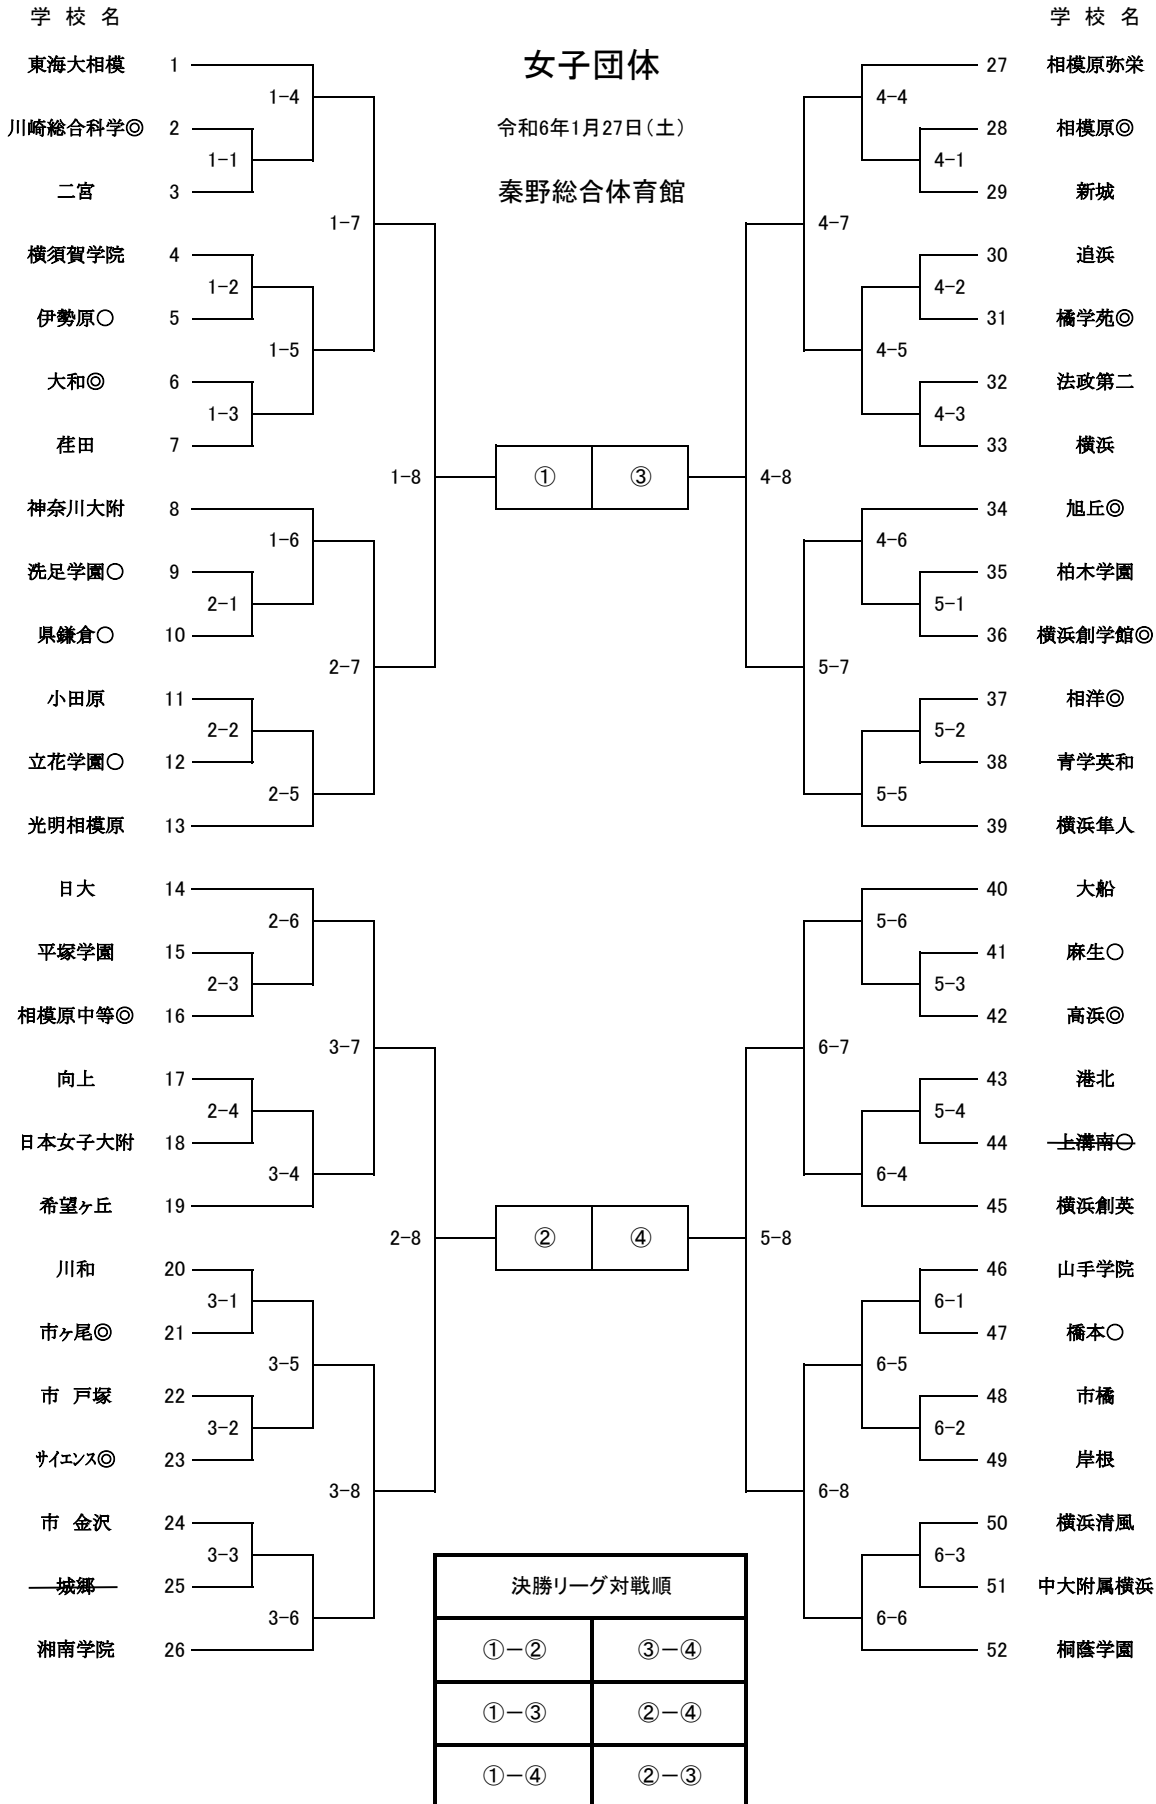 学 校 名
東海大相模 1
川崎総合科学◎ 2
二宮 3
横須賀学院 4
伊勢原○ 5
大和◎ 6
荏田 7
神奈川大附 8
洗足学園○ 9
県鎌倉○ 10
小田原 11
立花学園○ 12
光明相模原 13
日大 14
平塚学園 15
相模原中等◎ 16
向上 17
日本女子大附 18
希望ヶ丘 19
川和 20
市ヶ尾◎ 21
市 戸塚 22
サイエンス◎ 23
市 金沢 24
城郷 25
湘南学院 26
1-4
1-1
1-7
1-2
1-5
1-3
1-8
1-6
2-1
2-7
2-2
2-5
2-6
2-3
3-7
2-4
3-4
2-8
3-1
3-5
3-2
3-8
3-3
3-6
女子団体
令和6年1月27日(土)
秦野総合体育館
① ③
② ④
決勝リーグ対戦順
①-② ③-④
①-③ ②-④
①-④ ②-③
4-4
4-1
4-7
4-2
4-5
4-3
4-8
4-6
5-1
5-7
5-2
5-5
5-6
5-3
6-7
5-4
6-4
5-8
6-1
6-5
6-2
6-8
6-3
6-6
学 校 名
27 相模原弥栄
28 相模原◎
29 新城
30 追浜
31 橘学苑◎
32 法政第二
33 横浜
34 旭丘◎
35 柏木学園
36 横浜創学館◎
37 相洋◎
38 青学英和
39 横浜隼人
40 大船
41 麻生○
42 高浜◎
43 港北
44 上溝南○
45 横浜創英
46 山手学院
47 橋本○
48 市橘
49 岸根
50 横浜清風
51 中大附属横浜
52 桐蔭学園